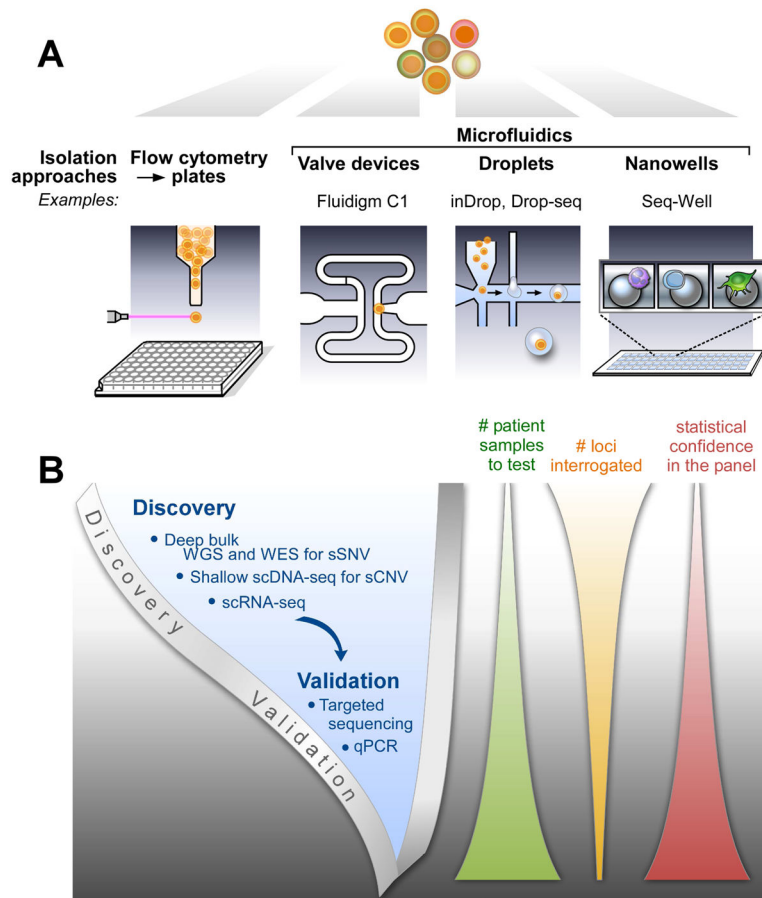 A
Microfluidics
Isolation
approaches
Flow cytometry
→ plates
Valve devices
Droplets
Nanowells
Examples:
Fluidigm C1
inDrop, Drop-seq
Seq-Well
B
# patient
samples
to test
# loci
interrogated
statistical
confidence
in the panel
Discovery
Validation
Discovery
• Deep bulk
WGS and WES for sSNV
• Shallow scDNA-seq for sCNV
• scRNA-seq
Validation
• Targeted
sequencing
• qPCR